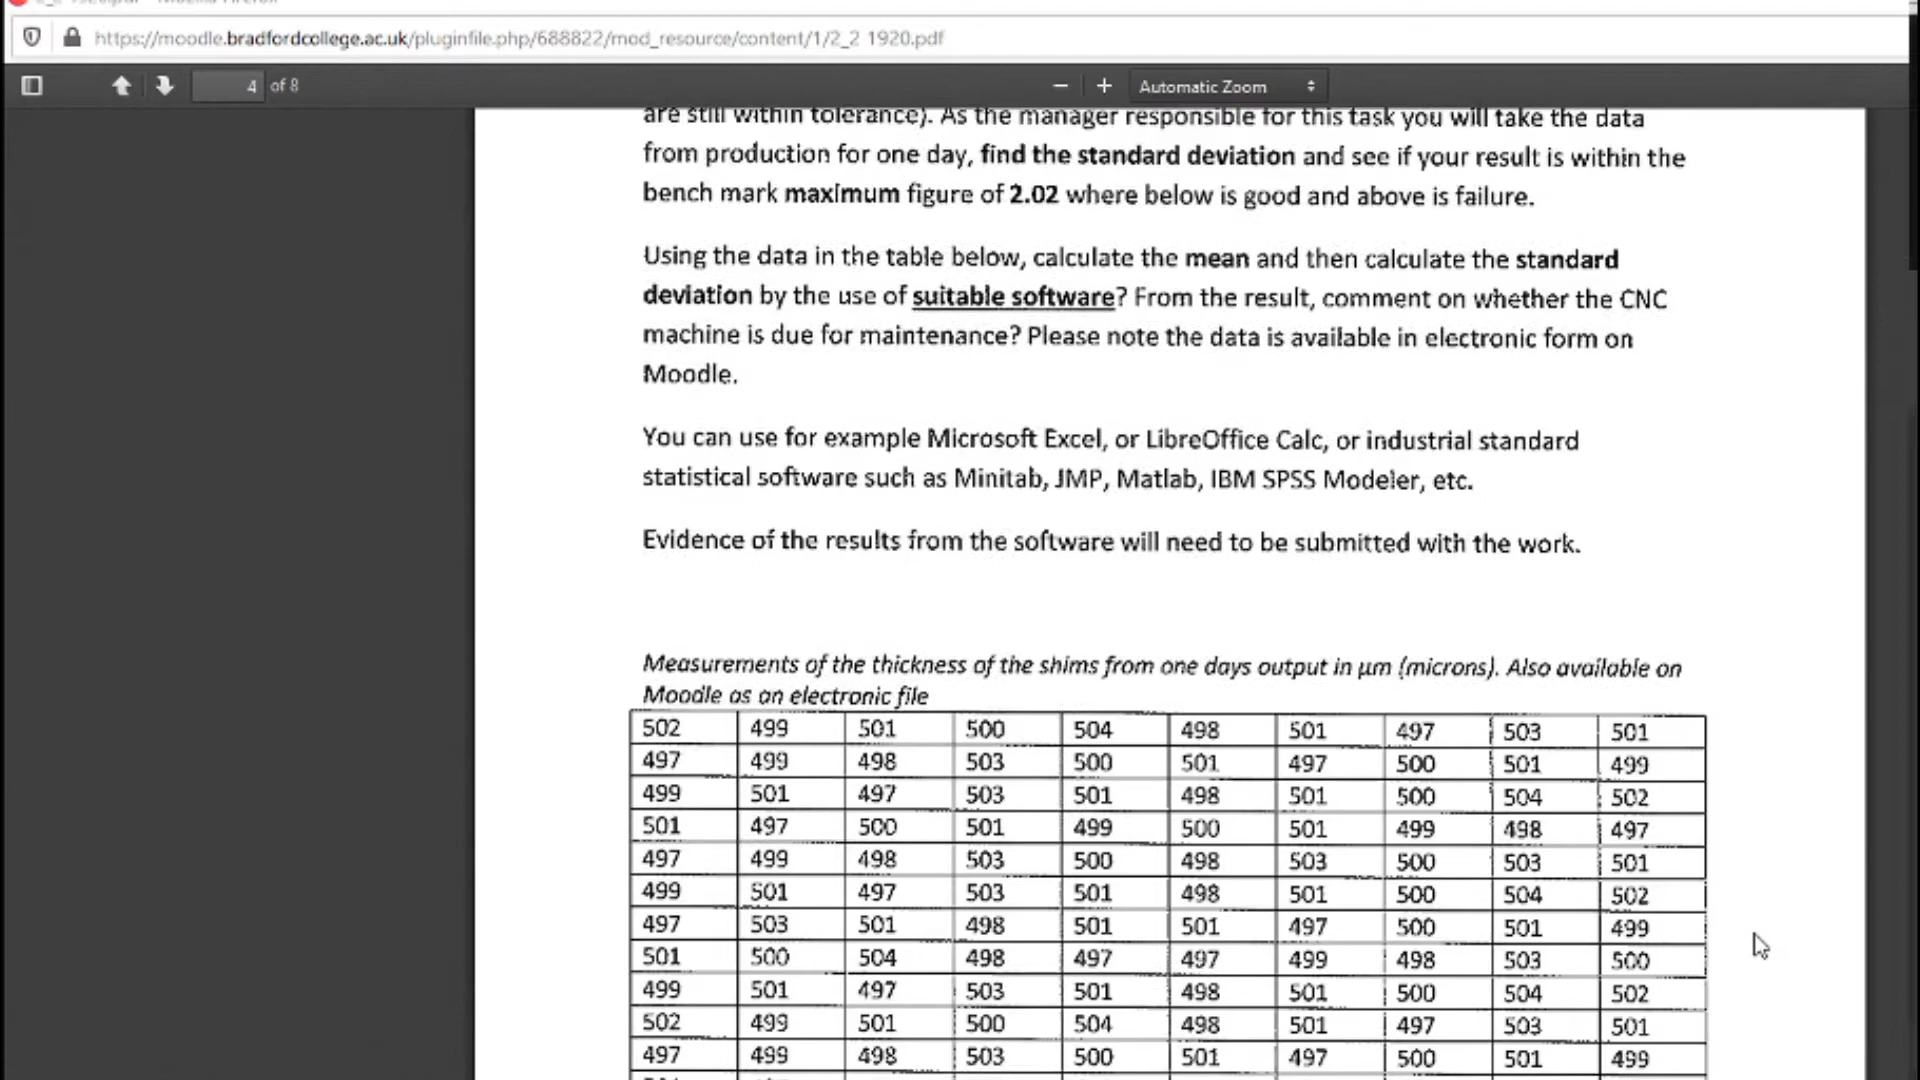 https://moodle.bradfordcollege.ac.uk/pluginfile.php/688822/mod_resource/content/1/2_2 1920.pdf
4 of 8
Automatic Zoom
are still within tolerance). As the manager responsible for this task you will take the data
from production for one day, find the standard deviation and see if your result is within the
bench mark maximum figure of 2.02 where below is good and above is failure.
Using the data in the table below, calculate the mean and then calculate the standard
deviation by the use of suitable software? From the result, comment on whether the CNC
machine is due for maintenance? Please note the data is available in electronic form on
Moodle.
You can use for example Microsoft Excel, or LibreOffice Calc, or industrial standard
statistical software such as Minitab, JMP, Matlab, IBM SPSS Modeler, etc.
Evidence of the results from the software will need to be submitted with the work.
Measurements of the thickness of the shims from one days output in µm (microns). Also available on
Moodle as an electronic file
502 499 501 500 504 498 501 497 503 501
497 499 498 503 500 501 497 500 501 499
499 501 497 503 501 498 501 500 504 502
501 497 500 501 499 500 501 499 498 497
497 499 498 503 500 498 503 500 503 501
499 501 497 503 501 498 501 500 504 502
497 503 501 498 501 501 497 500 501 499
501 500 504 498 497 497 499 498 503 500
499 501 497 503 501 498 501 500 504 502
502 499 501 500 504 498 501 497 503 501
497 499 498 503 500 501 497 500 501 499